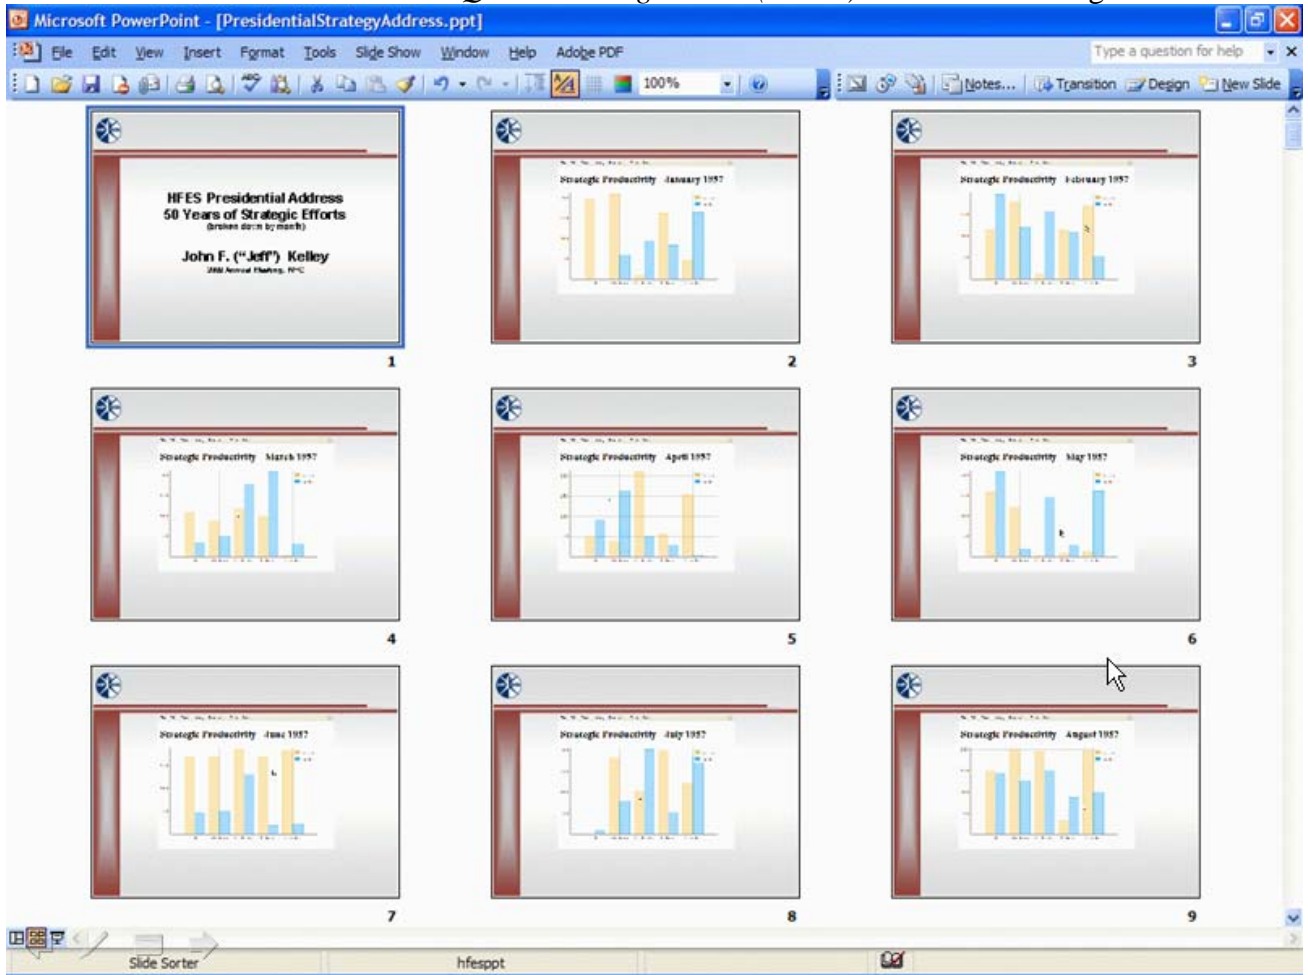 Microsoft PowerPoint - [PresidentialStrategyAddress.ppt]
File Edit View Insert Format Tools Slide Show Window Help Adobe PDF
Type a question for help
100%
Notes... Transition Design New Slide
HFES Presidential Address
50 Years of Strategic Efforts
(broken down by month)
John F. ("Jeff") Kelley
1
Strategic Productivity January 1957
2
Strategic Productivity February 1957
3
Strategic Productivity March 1957
4
Strategic Productivity April 1957
5
Strategic Productivity May 1957
6
Strategic Productivity June 1957
7
Strategic Productivity July 1957
8
Strategic Productivity August 1957
9
Slide Sorter
hfesppt